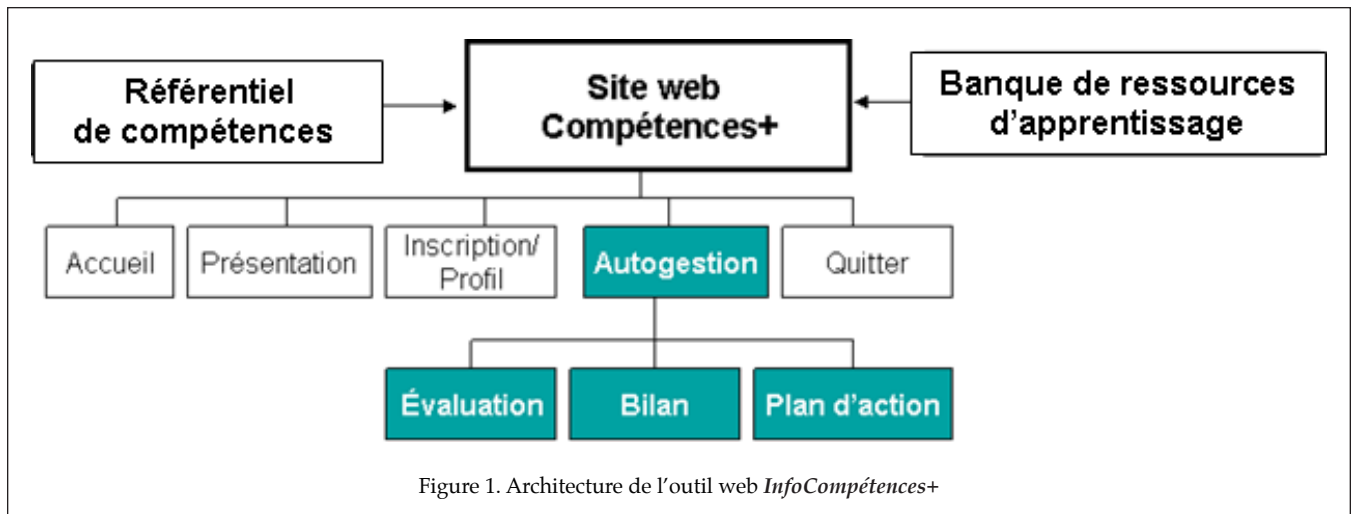 Référentiel
de compétences
Site web
Compétences+
Banque de ressources
d'apprentissage
Accueil
Présentation
Inscription/
Profil
Autogestion
Quitter
Évaluation
Bilan
Plan d'action
Figure 1. Architecture de l'outil web InfoCompétences+